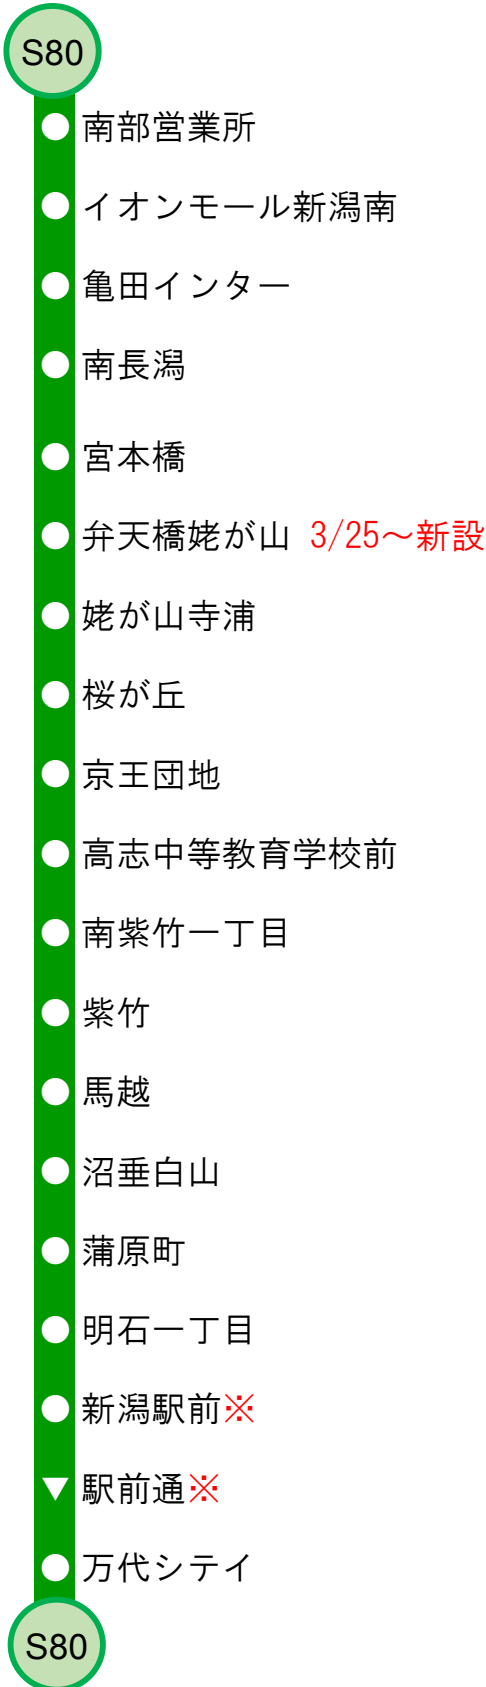 S80
南部営業所
イオンモール新潟南
亀田インター
南長潟
宮本橋
弁天橋姥が山 3/25～新設
姥が山寺浦
桜が丘
京王団地
高志中等教育学校前
南紫竹一丁目
紫竹
馬越
沼垂白山
蒲原町
明石一丁目
新潟駅前※
駅前通※
万代シテイ
S80